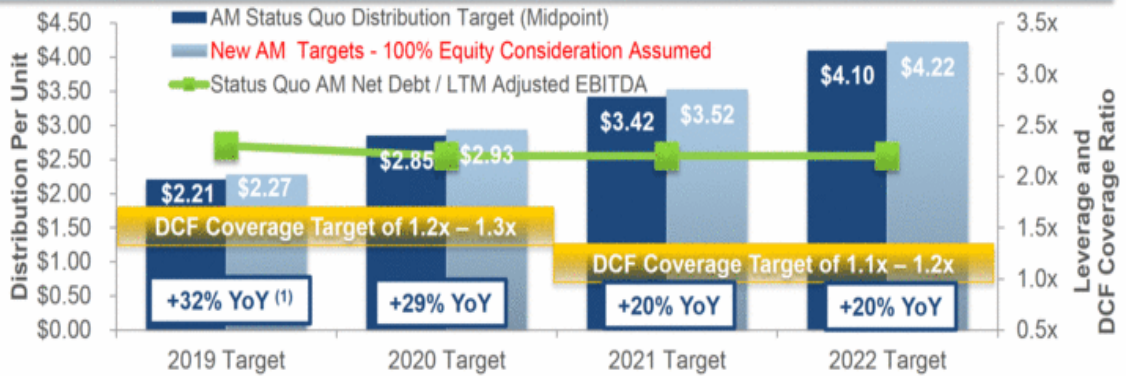 AM Status Quo Distribution Target (Midpoint)
New AM Targets - 100% Equity Consideration Assumed
Status Quo AM Net Debt / LTM Adjusted EBITDA
Distribution Per Unit
$4.50
$4.00
$3.50
$3.00
$2.50
$2.00
$1.50
$1.00
$0.50
$0.00
$2.21
$2.27
$2.85
$2.93
$3.42
$3.52
$4.10
$4.22
DCF Coverage Target of 1.2x – 1.3x
DCF Coverage Target of 1.1x – 1.2x
+32% YoY (1)
+29% YoY
+20% YoY
+20% YoY
2019 Target
2020 Target
2021 Target
2022 Target
3.5x
3.0x
2.5x
2.0x
1.5x
1.0x
0.5x
Leverage and
DCF Coverage Ratio